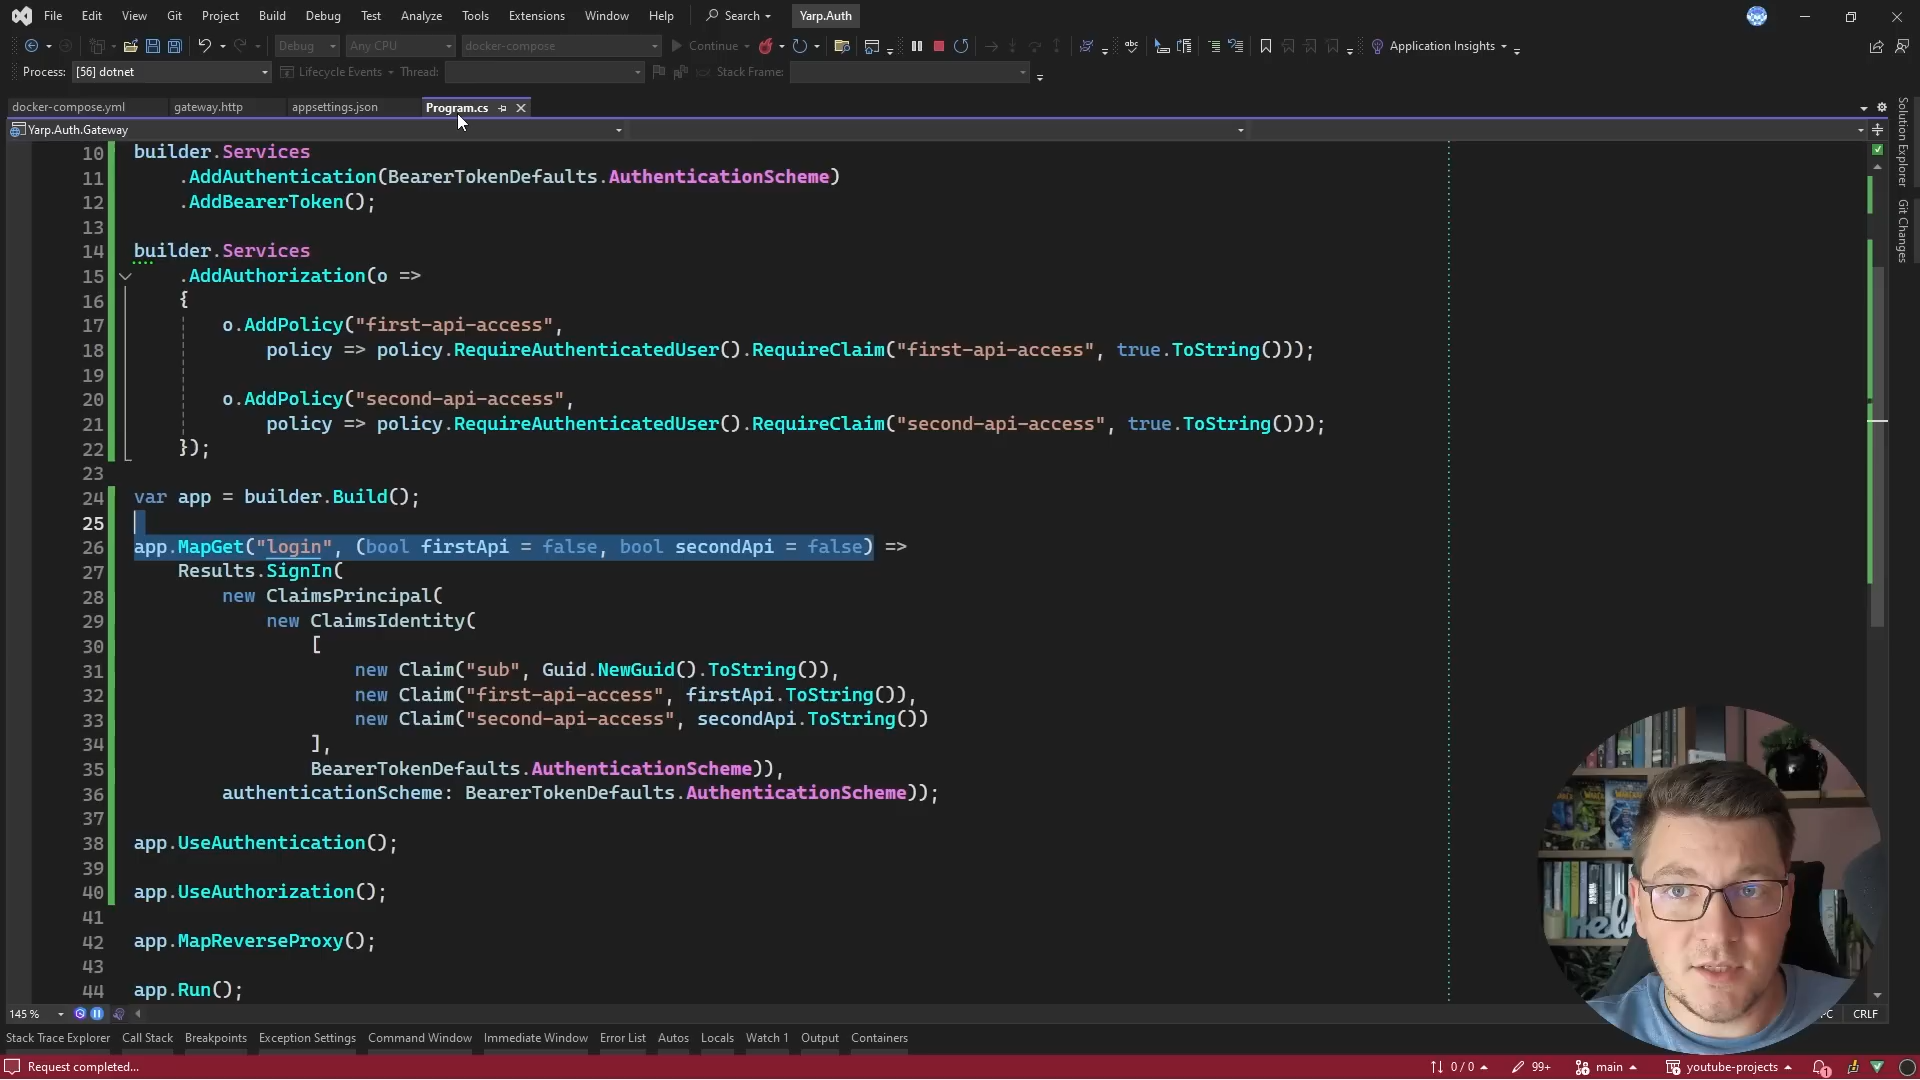 File Edit View Git Project Build Debug Test Analyze Tools Extensions Window Help Search Yarp.Auth
Debug Any CPU docker-compose Continue Application Insights
Process: [56] dotnet Lifecycle Events Thread: Stack Frame:
docker-compose.yml gateway.http appsettings.json Program.cs
Yarp.Auth.Gateway
Solution Explorer
Git Changes
10 builder.Services
11 .AddAuthentication(BearerTokenDefaults.AuthenticationScheme)
12 .AddBearerToken();
13
14 builder.Services
15 .AddAuthorization(o =>
16 {
17 o.AddPolicy("first-api-access",
18 policy => policy.RequireAuthenticatedUser().RequireClaim("first-api-access", true.ToString()));
19
20 o.AddPolicy("second-api-access",
21 policy => policy.RequireAuthenticatedUser().RequireClaim("second-api-access", true.ToString()));
22 });
23
24 var app = builder.Build();
25
26 app.MapGet("login", (bool firstApi = false, bool secondApi = false) =>
27 Results.SignIn(
28 new ClaimsPrincipal(
29 new ClaimsIdentity(
30 [
31 new Claim("sub", Guid.NewGuid().ToString()),
32 new Claim("first-api-access", firstApi.ToString()),
33 new Claim("second-api-access", secondApi.ToString())
34 ],
35 BearerTokenDefaults.AuthenticationScheme)),
36 authenticationScheme: BearerTokenDefaults.AuthenticationScheme));
37
38 app.UseAuthentication();
39
40 app.UseAuthorization();
41
42 app.MapReverseProxy();
43
44 app.Run();
145 % CRLF
Stack Trace Explorer Call Stack Breakpoints Exception Settings Command Window Immediate Window Error List Autos Locals Watch 1 Output Containers
Request completed... 0 / 0 99+ main youtube-projects 1